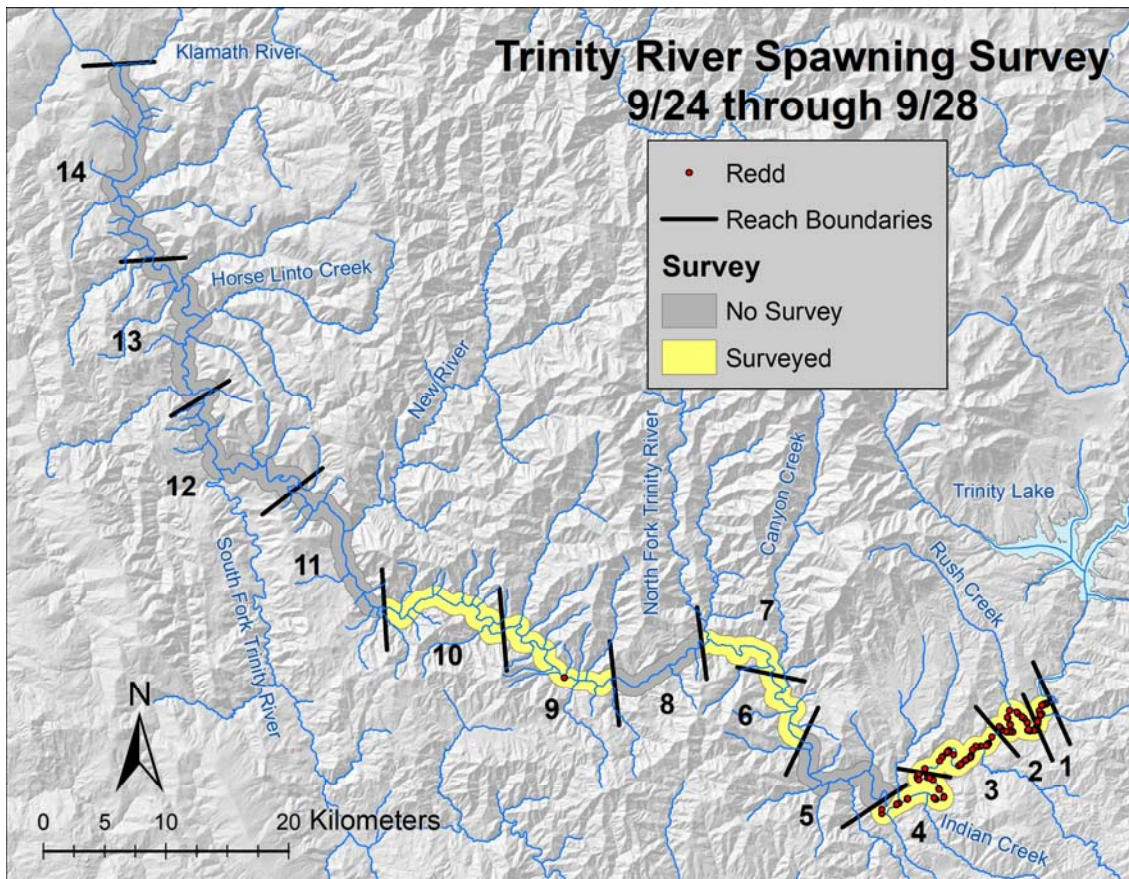 Trinity River Spawning Survey
9/24 through 9/28
Redd
Reach Boundaries
Survey
No Survey
Surveyed
Klamath River
14
Horse Linto Creek
13
New River
12
South Fork Trinity River
11
10
9
North Fork Trinity River
8
Canyon Creek
7
6
5
Trinity Lake
Rush Creek
1
2
3
4
Indian Creek
N
0 5 10 20 Kilometers